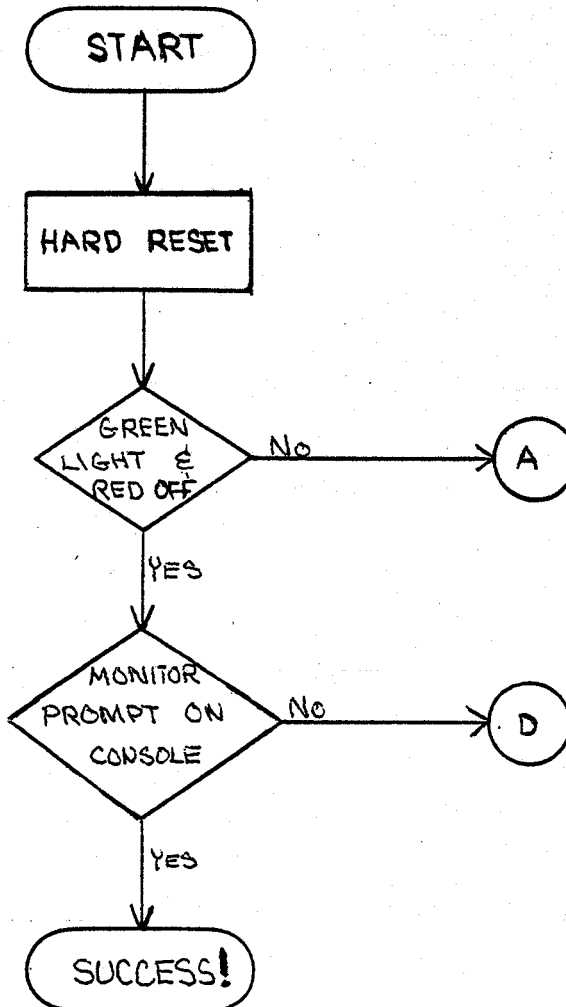 START
HARD RESET
GREEN
LIGHT &
RED OFF
No
A
YES
MONITOR
PROMPT ON
CONSOLE
No
D
YES
SUCCESS!